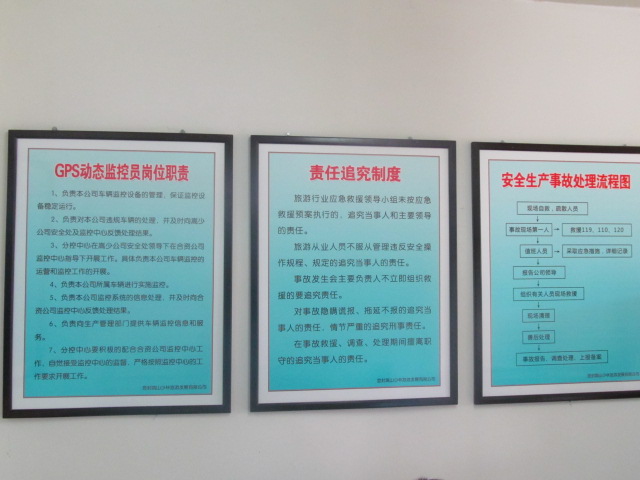 GPS动态监控员岗位职责
1、负责本公司车辆监控设备的管理，保证监控设
备稳定运行。
2、负责对本公司违规车辆的处理，并及时向嵩少
公司安全处及监控中心反馈处理结果。
3、分控中心在嵩少公司安全处领导下在合资公司
监控中心指导下开展工作。具体负责本公司车辆监控的
运营和监控工作的开展。
4、负责本公司所属车辆进行实施监控。
5、负责本公司监控系统的信息处理，并及时向合
资公司监控中心反馈处理结果。
6、负责向生产管理部门提供车辆监控信息和服
务。
7、分控中心要积极的配合合资公司监控中心工
作，自觉接受监控中心的监督，严格按照监控中心的工
作要求开展工作。
责任追究制度
旅游行业应急救援领导小组未按应急
救援预案执行的，追究当事人和主要领导
的责任。
旅游从业人员不服从管理违反安全操
作规程、规定的追究当事人的责任。
事故发生会主要负责人不立即组织救
援的要追究责任。
对事故隐瞒谎报、拖延不报的追究当
事人的责任，情节严重的追究刑事责任。
在事故救援、调查、处理期间擅离职
守的追究当事人的责任。
安全生产事故处理流程图
现场自救，疏散人员
事故现场第一人
救援119、110、120
值班人员
采取应急措施，详细记录
报告公司领导
组织有关人员现场救援
现场清理
善后处理
事故报告，调查处理，上报备案